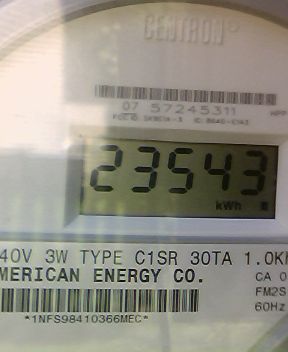 CENTRON®
07 57245311
23543
kWh
40V 3W TYPE C1SR 30TA 1.0K
MERICAN ENERGY CO.
CA 0
FM2S
60Hz
*1NFS98410366MEC*